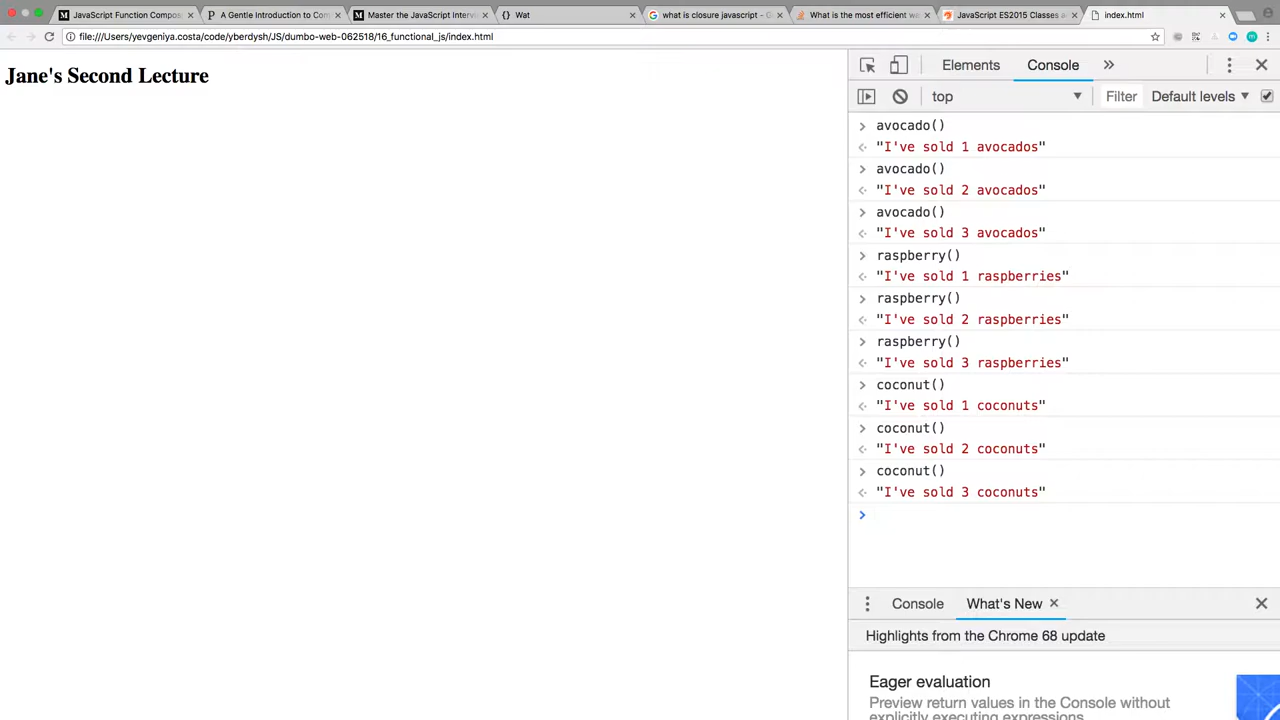 JavaScript Function Compos
A Gentle Introduction to Com
Master the JavaScript Intervi
{} Wat
what is closure javascript - G
What is the most efficient wa
JavaScript ES2015 Classes a
index.html
file:///Users/yevgeniya.costa/code/yberdysh/JS/dumbo-web-062518/16_functional_js/index.html
Jane's Second Lecture
Elements Console »
top Filter Default levels
avocado()
"I've sold 1 avocados"
avocado()
"I've sold 2 avocados"
avocado()
"I've sold 3 avocados"
raspberry()
"I've sold 1 raspberries"
raspberry()
"I've sold 2 raspberries"
raspberry()
"I've sold 3 raspberries"
coconut()
"I've sold 1 coconuts"
coconut()
"I've sold 2 coconuts"
coconut()
"I've sold 3 coconuts"
Console What's New
Highlights from the Chrome 68 update
Eager evaluation
Preview return values in the Console without
explicitly executing expressions